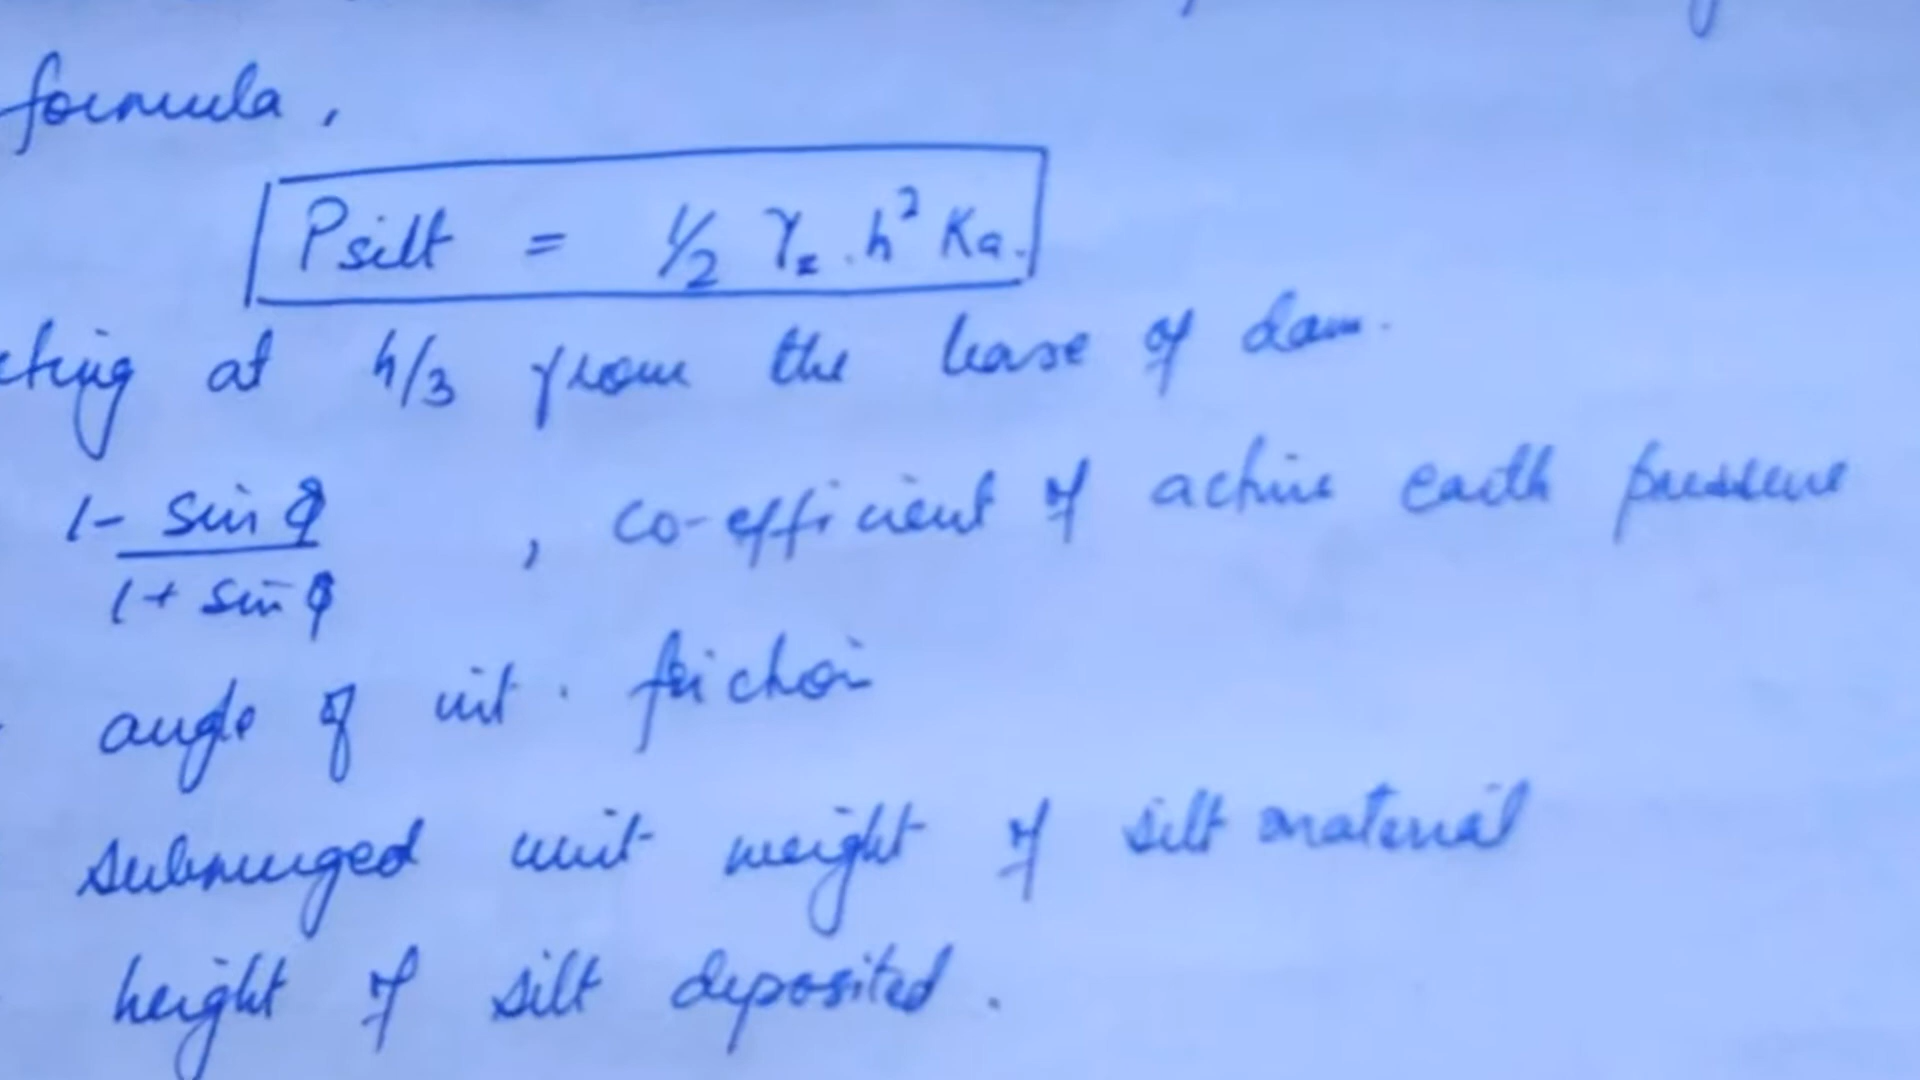 formula,
Psilt = 1/2 γs . h² Ka.
cting at h/3 from the base of dam.
1 - sin φ
1 + sin φ
, co-efficient of active earth pressure
angle of int. friction
submerged unit weight of silt material
height of silt deposited.